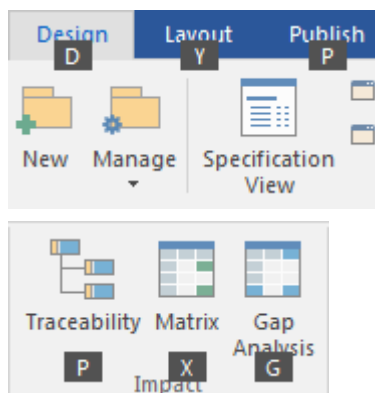 Design Layout Publish
D Y P
New Manage Specification
View
Traceability Matrix Gap
Analysis
P X G
Impact